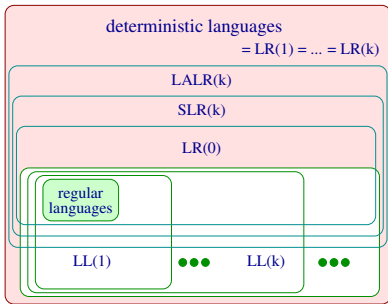 deterministic languages
= LR(1) = ... = LR(k)
LALR(k)
SLR(k)
LR(0)
regular
languages
LL(1) ●●● LL(k) ●●●